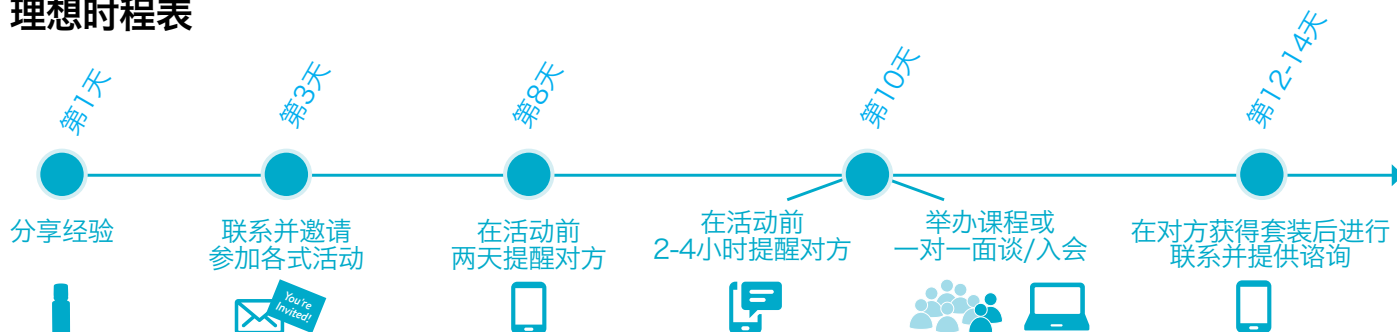 理想时程表
第1天
第3天
第8天
第10天
第12-14天
分享经验
联系并邀请
参加各式活动
在活动前
两天提醒对方
在活动前
2-4小时提醒对方
举办课程或
一对一面谈/入会
在对方获得套装后进行
联系并提供谘询
You're
Invited!